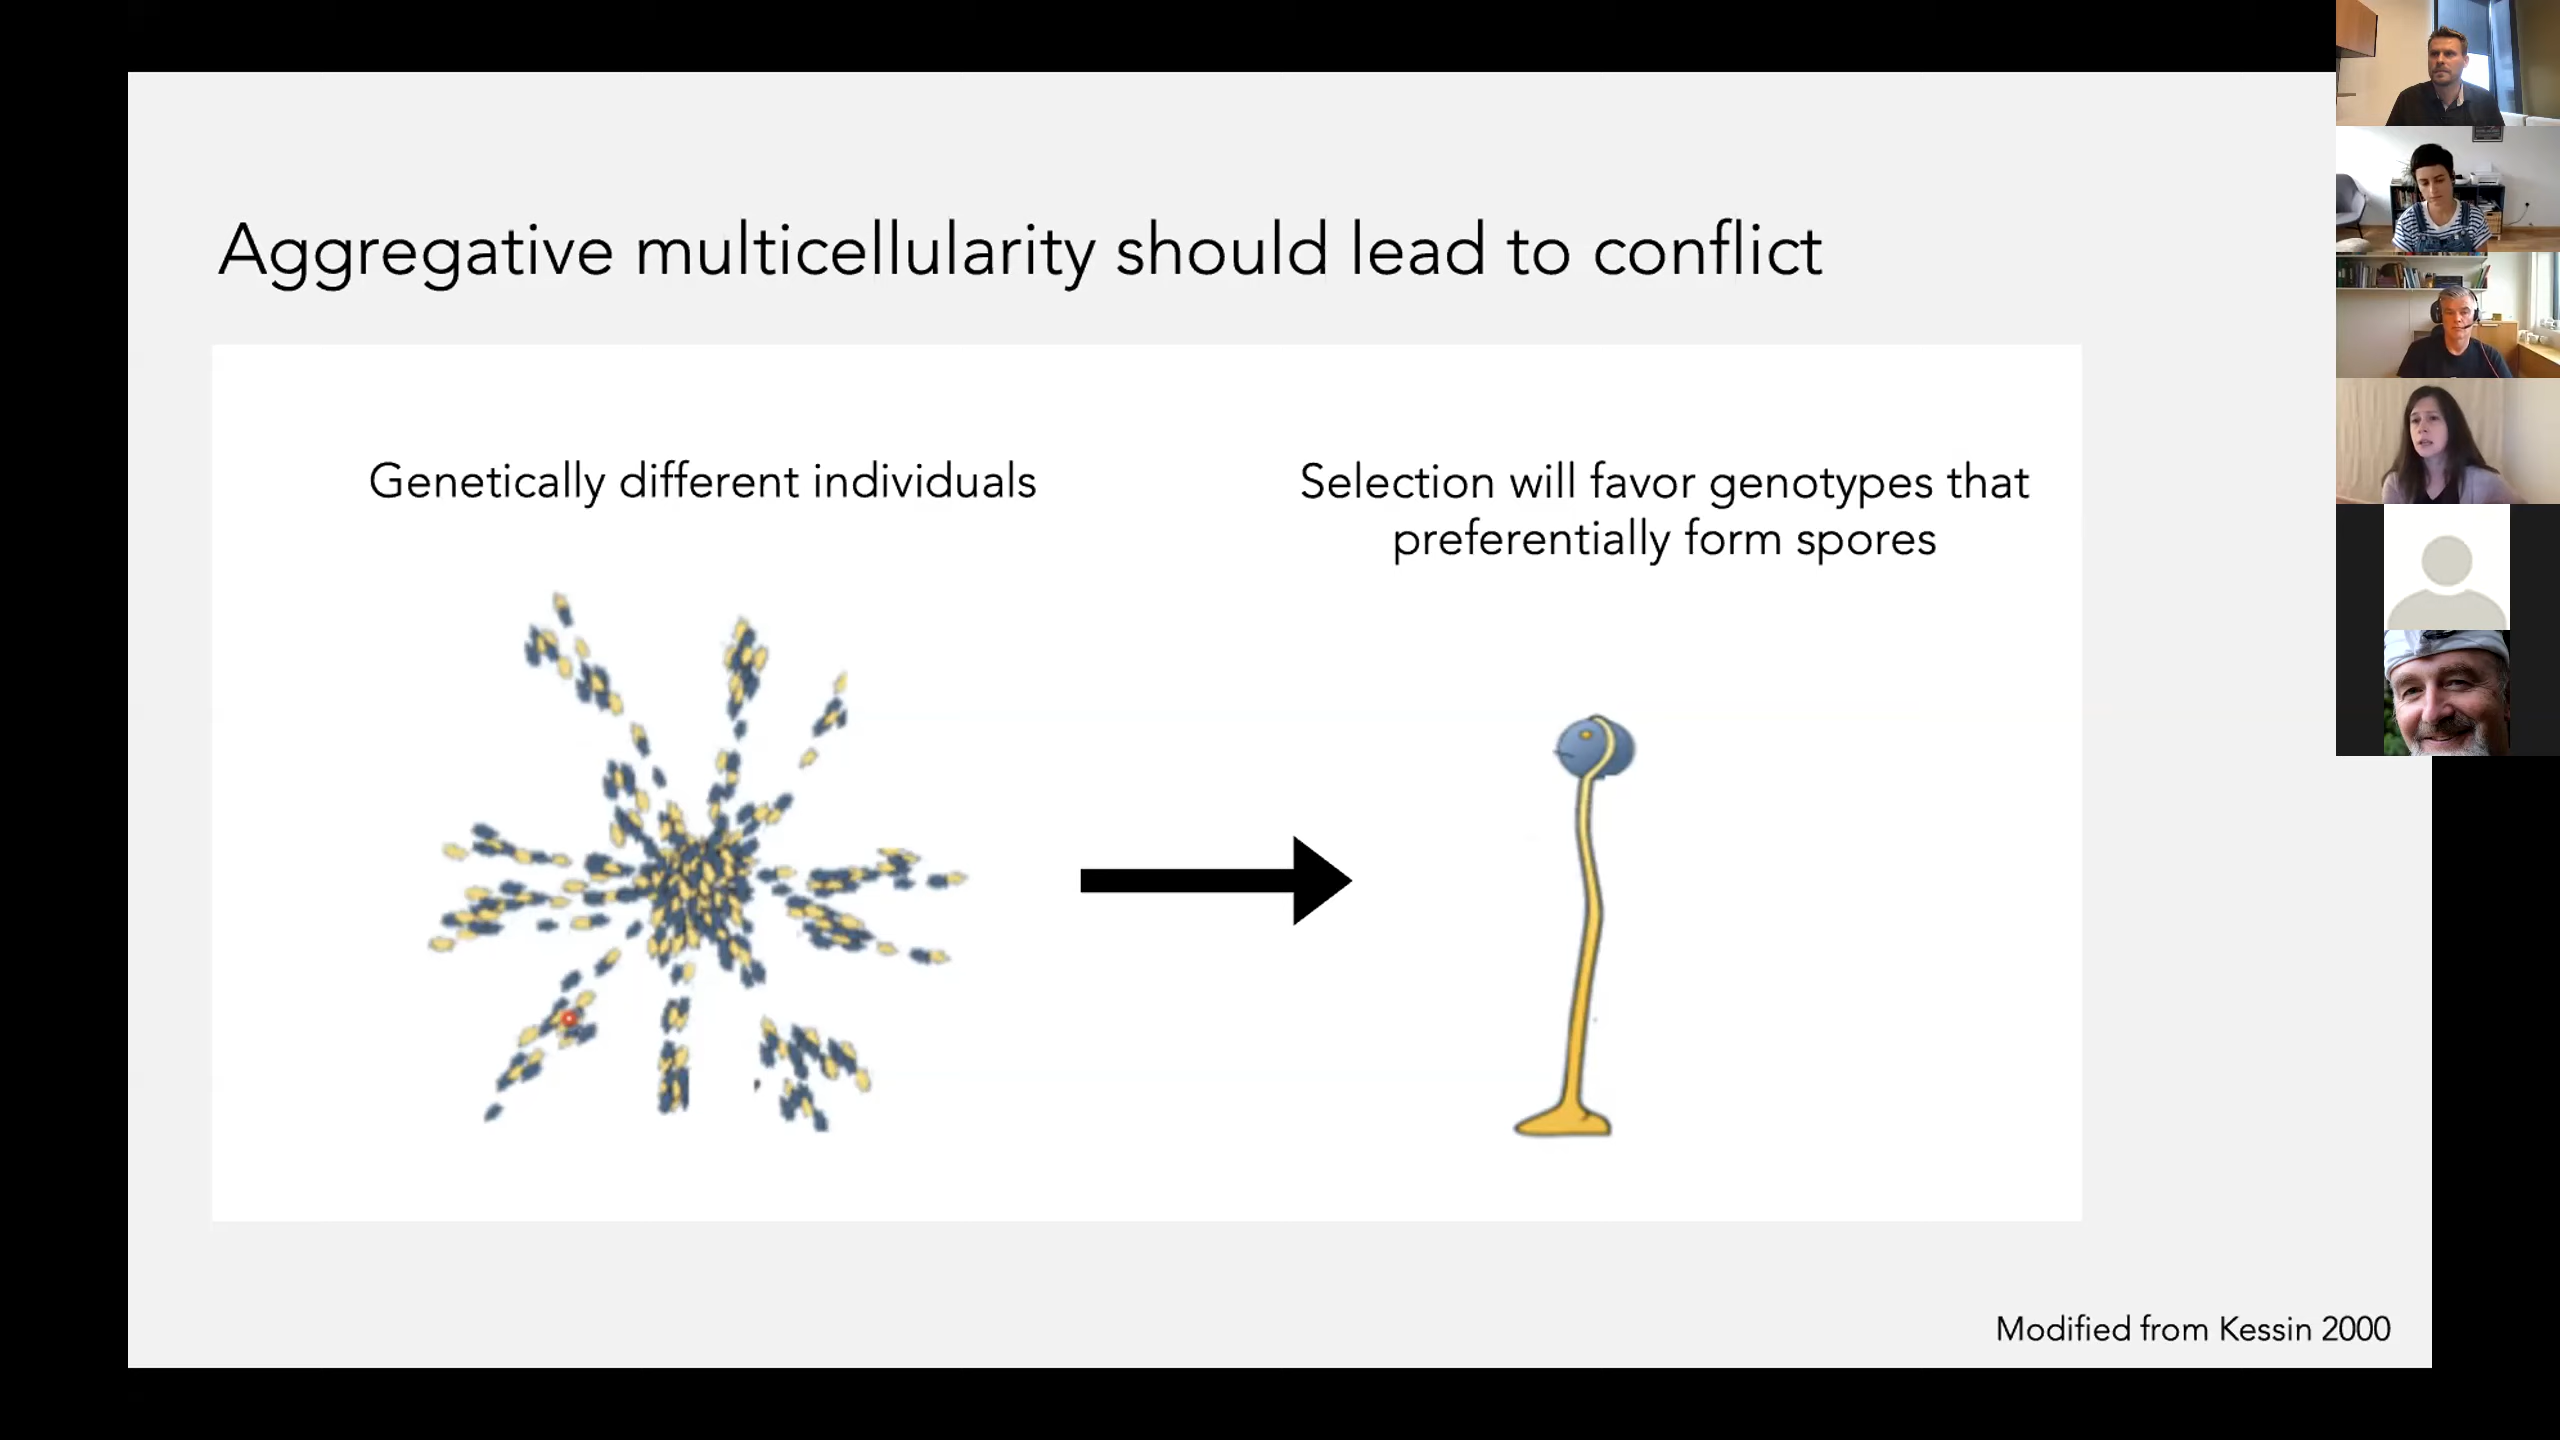 Aggregative multicellularity should lead to conflict
Genetically different individuals
Selection will favor genotypes that
preferentially form spores
Modified from Kessin 2000